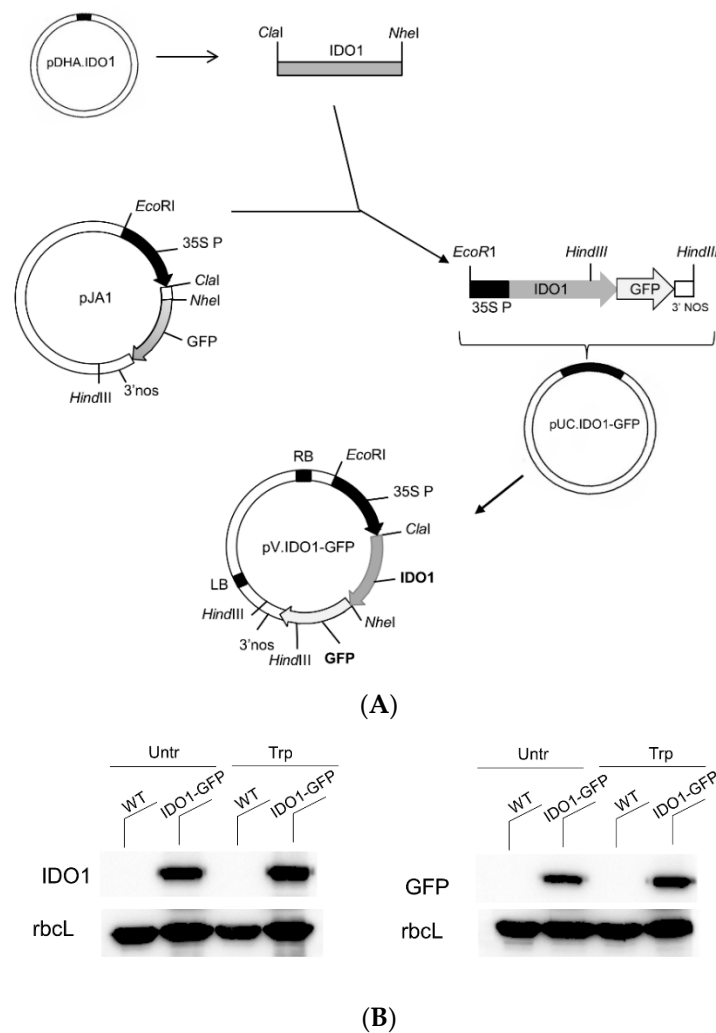 ClaI
NheI
IDO1
pDHA.IDO1
EcoRI
35S P
ClaI
NheI
pJA1
GFP
3'nos
HindIII
EcoR1
HindIII
HindIII
IDO1
GFP
35S P
3' NOS
pUC.IDO1-GFP
RB
EcoRI
35S P
ClaI
pV.IDO1-GFP
IDO1
LB
HindIII
NheI
3'nos
HindIII
GFP
(A)
Untr
Trp
WT
IDO1-GFP
WT
IDO1-GFP
IDO1
rbcL
Untr
Trp
WT
IDO1-GFP
WT
IDO1-GFP
GFP
rbcL
(B)